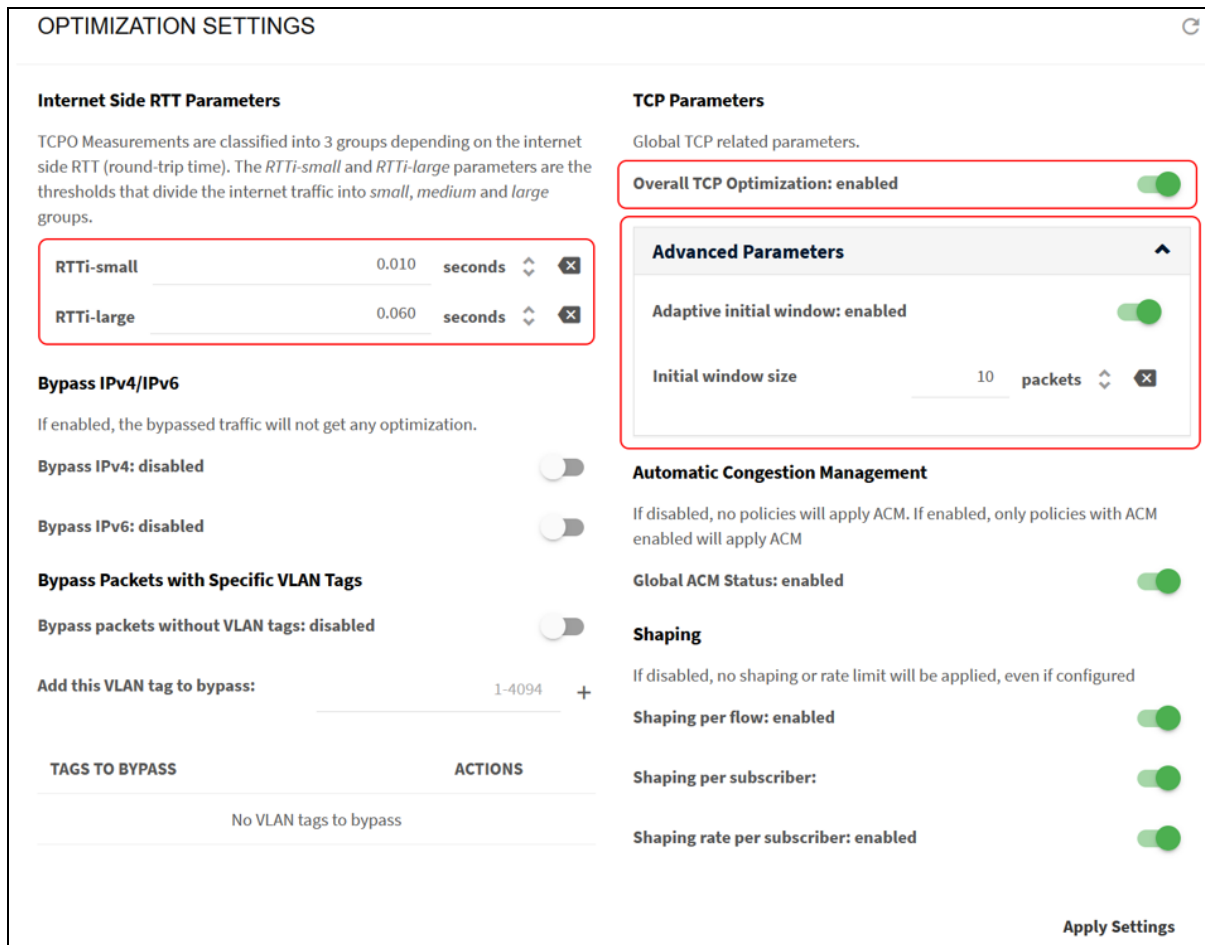 OPTIMIZATION SETTINGS
Internet Side RTT Parameters
TCPO Measurements are classified into 3 groups depending on the internet
side RTT (round-trip time). The RTTi-small and RTTi-large parameters are the
thresholds that divide the internet traffic into small, medium and large
groups.
RTTi-small 0.010 seconds
RTTi-large 0.060 seconds
Bypass IPv4/IPv6
If enabled, the bypassed traffic will not get any optimization.
Bypass IPv4: disabled
Bypass IPv6: disabled
Bypass Packets with Specific VLAN Tags
Bypass packets without VLAN tags: disabled
Add this VLAN tag to bypass: 1-4094 +
TAGS TO BYPASS ACTIONS
No VLAN tags to bypass
TCP Parameters
Global TCP related parameters.
Overall TCP Optimization: enabled
Advanced Parameters
Adaptive initial window: enabled
Initial window size 10 packets
Automatic Congestion Management
If disabled, no policies will apply ACM. If enabled, only policies with ACM
enabled will apply ACM
Global ACM Status: enabled
Shaping
If disabled, no shaping or rate limit will be applied, even if configured
Shaping per flow: enabled
Shaping per subscriber:
Shaping rate per subscriber: enabled
Apply Settings